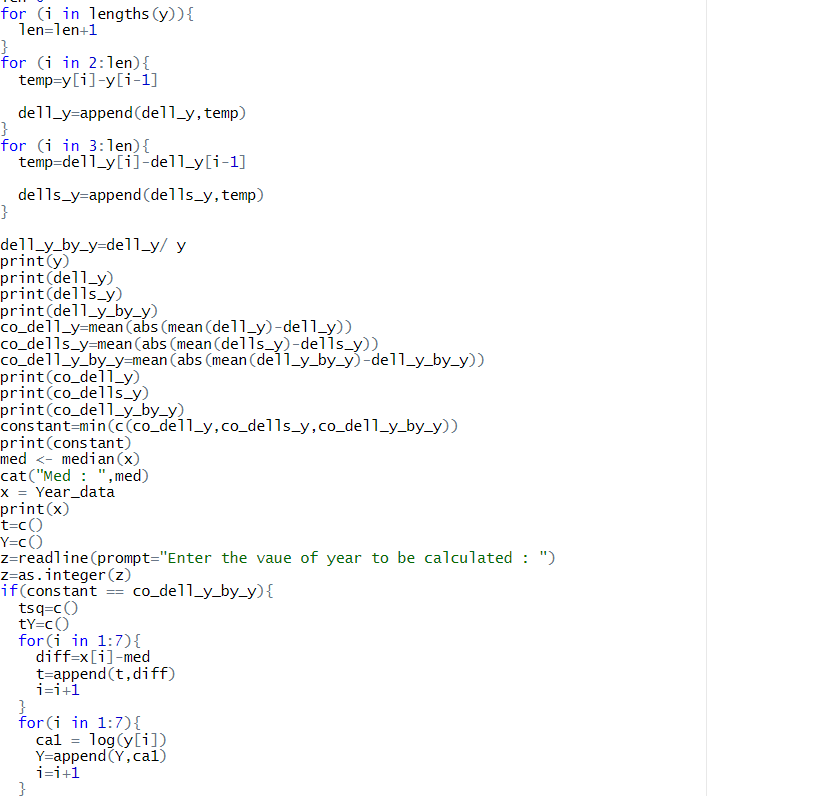 for (i in lengths(y)){
  len=len+1
}
for (i in 2:len){
  temp=y[i]-y[i-1]

  dell_y=append(dell_y,temp)
}
for (i in 3:len){
  temp=dell_y[i]-dell_y[i-1]

  dells_y=append(dells_y,temp)
}

dell_y_by_y=dell_y/ y
print(y)
print(dell_y)
print(dells_y)
print(dell_y_by_y)
co_dell_y=mean(abs(mean(dell_y)-dell_y))
co_dells_y=mean(abs(mean(dells_y)-dells_y))
co_dell_y_by_y=mean(abs(mean(dell_y_by_y)-dell_y_by_y))
print(co_dell_y)
print(co_dells_y)
print(co_dell_y_by_y)
constant=min(c(co_dell_y,co_dells_y,co_dell_y_by_y))
print(constant)
med <- median(x)
cat("Med : ",med)
x = Year_data
print(x)
t=c()
Y=c()
z=readline(prompt="Enter the vaue of year to be calculated : ")
z=as.integer(z)
if(constant == co_dell_y_by_y){
  tsq=c()
  tY=c()
  for(i in 1:7){
    diff=x[i]-med
    t=append(t,diff)
    i=i+1
  }
  for(i in 1:7){
    ca1 = log(y[i])
    Y=append(Y,ca1)
    i=i+1
  }